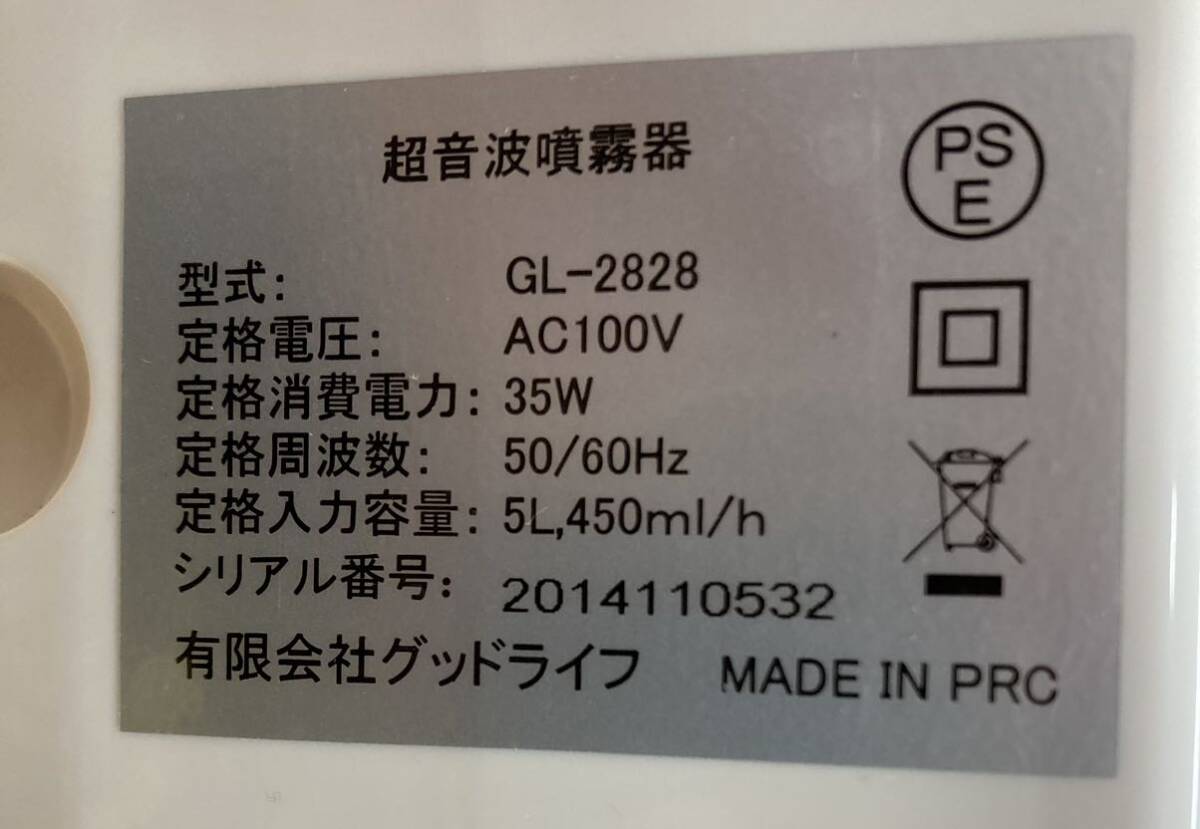 超音波噴霧器
PS
E
型式: GL-2828
定格電圧: AC100V
定格消費電力: 35W
定格周波数: 50/60Hz
定格入力容量: 5L,450ml/h
シリアル番号: 2014110532
有限会社グッドライフ MADE IN PRC